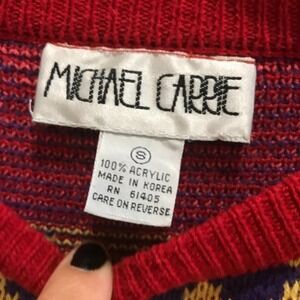 MICHAEL CARRIE
S
100% ACRYLIC
MADE IN KOREA
RN 61405
CARE ON REVERSE